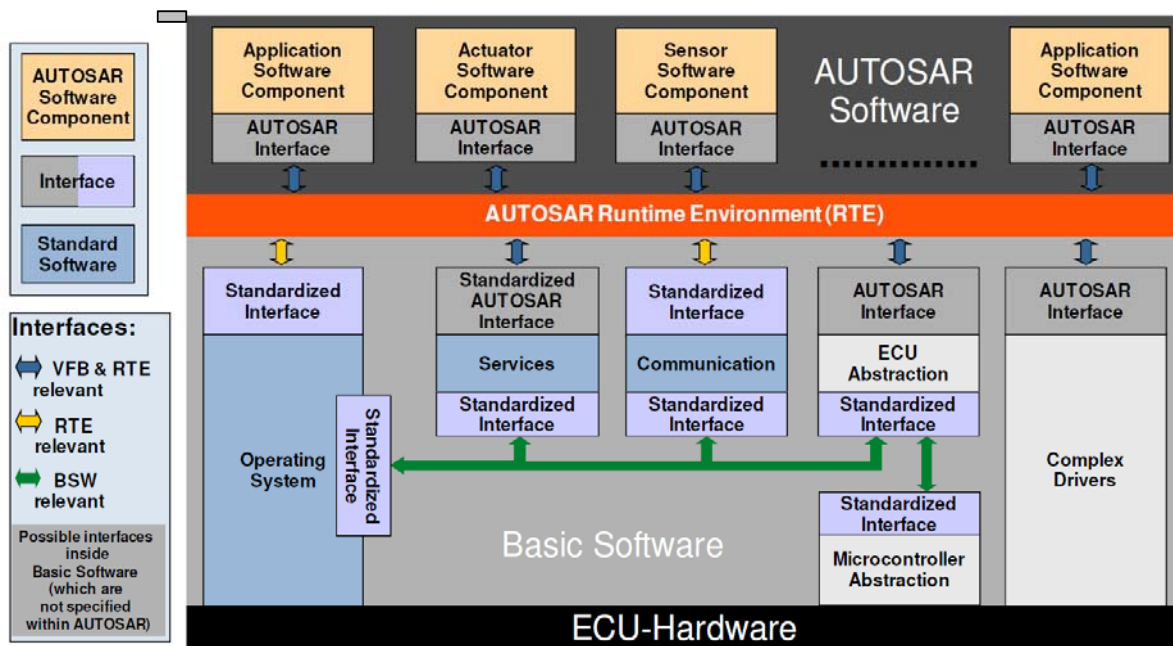 AUTOSAR
Software
Component
Interface
Standard
Software
Interfaces:
VFB & RTE
relevant
RTE
relevant
BSW
relevant
Possible interfaces
inside
Basic Software
(which are
not specified
within AUTOSAR)
Application
Software
Component
AUTOSAR
Interface
Actuator
Software
Component
AUTOSAR
Interface
Sensor
Software
Component
AUTOSAR
Interface
AUTOSAR
Software
Application
Software
Component
AUTOSAR
Interface
AUTOSAR Runtime Environment (RTE)
Standardized
Interface
Operating
System
Standardized
Interface
Standardized
AUTOSAR
Interface
Services
Standardized
Interface
Standardized
Interface
Communication
Standardized
Interface
AUTOSAR
Interface
ECU
Abstraction
Standardized
Interface
Standardized
Interface
Microcontroller
Abstraction
AUTOSAR
Interface
Complex
Drivers
Basic Software
ECU-Hardware